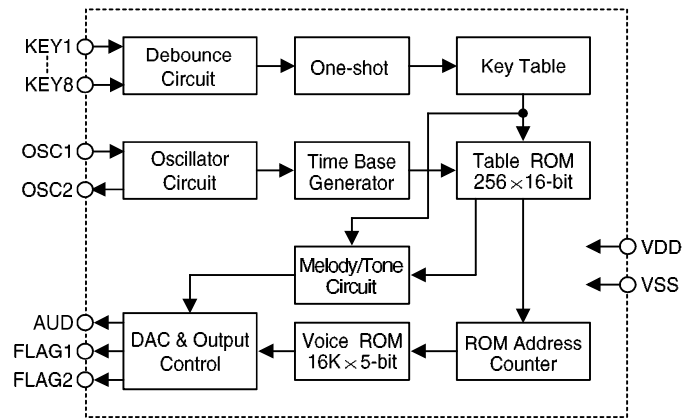 KEY1
KEY8
Debounce
Circuit
One-shot
Key Table
OSC1
OSC2
Oscillator
Circuit
Time Base
Generator
Table ROM
256×16-bit
Melody/Tone
Circuit
VDD
VSS
AUD
FLAG1
FLAG2
DAC & Output
Control
Voice ROM
16K×5-bit
ROM Address
Counter